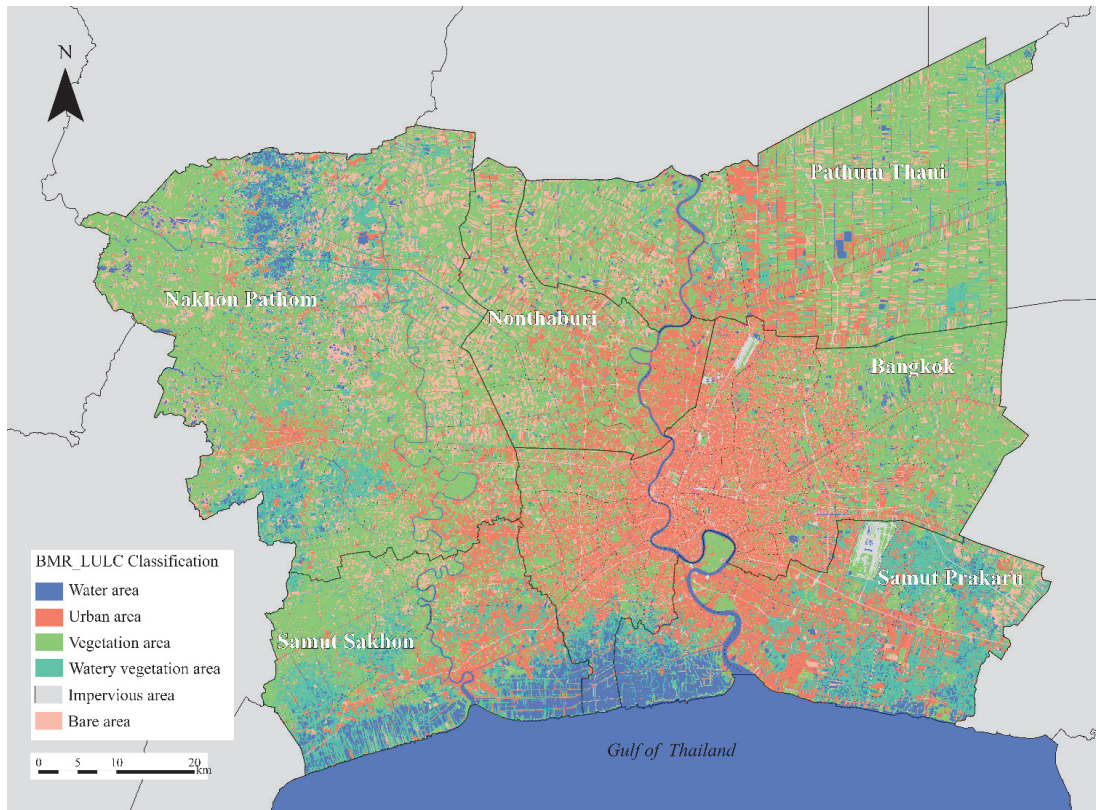 N
Pathum Thani
Nakhon Pathom
Nonthaburi
Bangkok
Samut Prakarn
Samut Sakhon
BMR_LULC Classification
Water area
Urban area
Vegetation area
Watery vegetation area
Impervious area
Bare area
0 5 10 20
km
Gulf of Thailand